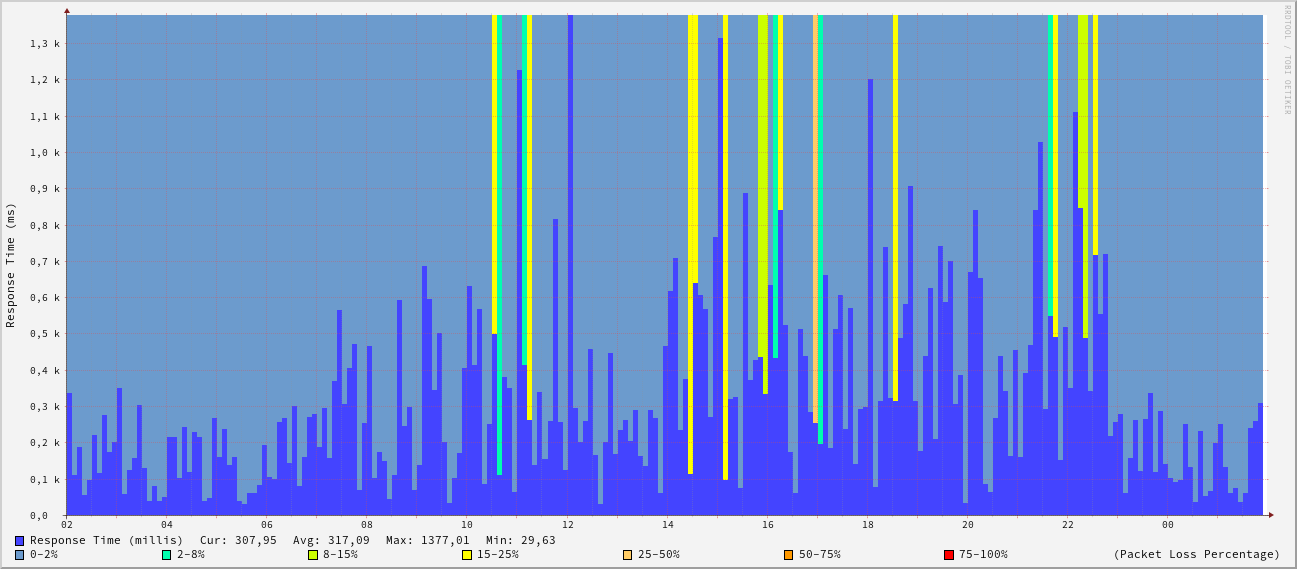 RRDTOOL / TOBI OETIKER
Response Time (ms)
1,3 k
1,2 k
1,1 k
1,0 k
0,9 k
0,8 k
0,7 k
0,6 k
0,5 k
0,4 k
0,3 k
0,2 k
0,1 k
0,0
02 04 06 08 10 12 14 16 18 20 22 00
Response Time (millis) Cur: 307,95 Avg: 317,09 Max: 1377,01 Min: 29,63
0-2% 2-8% 8-15% 15-25% 25-50% 50-75% 75-100% (Packet Loss Percentage)